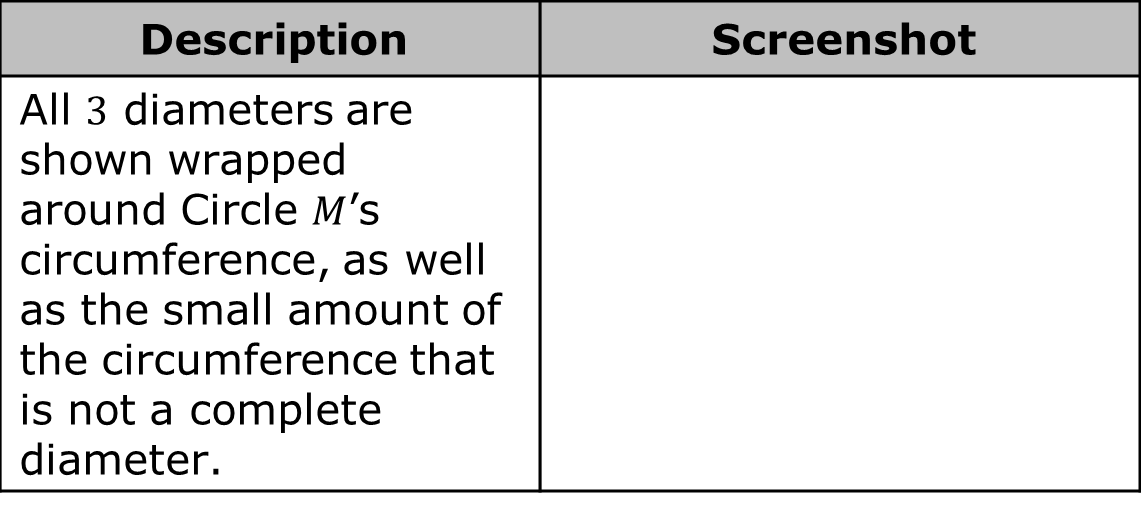 Description Screenshot
All 3 diameters are
shown wrapped
around Circle M's
circumference, as well
as the small amount of
the circumference that
is not a complete
diameter.